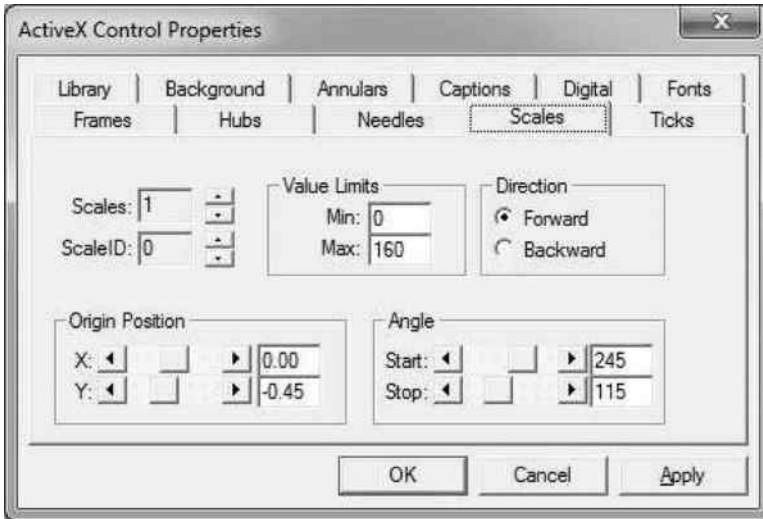 ActiveX Control Properties
Library Background Annulars Captions Digital Fonts
Frames Hubs Needles Scales Ticks
Scales: 1
ScaleID: 0
Value Limits
Min: 0
Max: 160
Direction
Forward
Backward
Origin Position
X: 0.00
Y: -0.45
Angle
Start: 245
Stop: 115
OK Cancel Apply